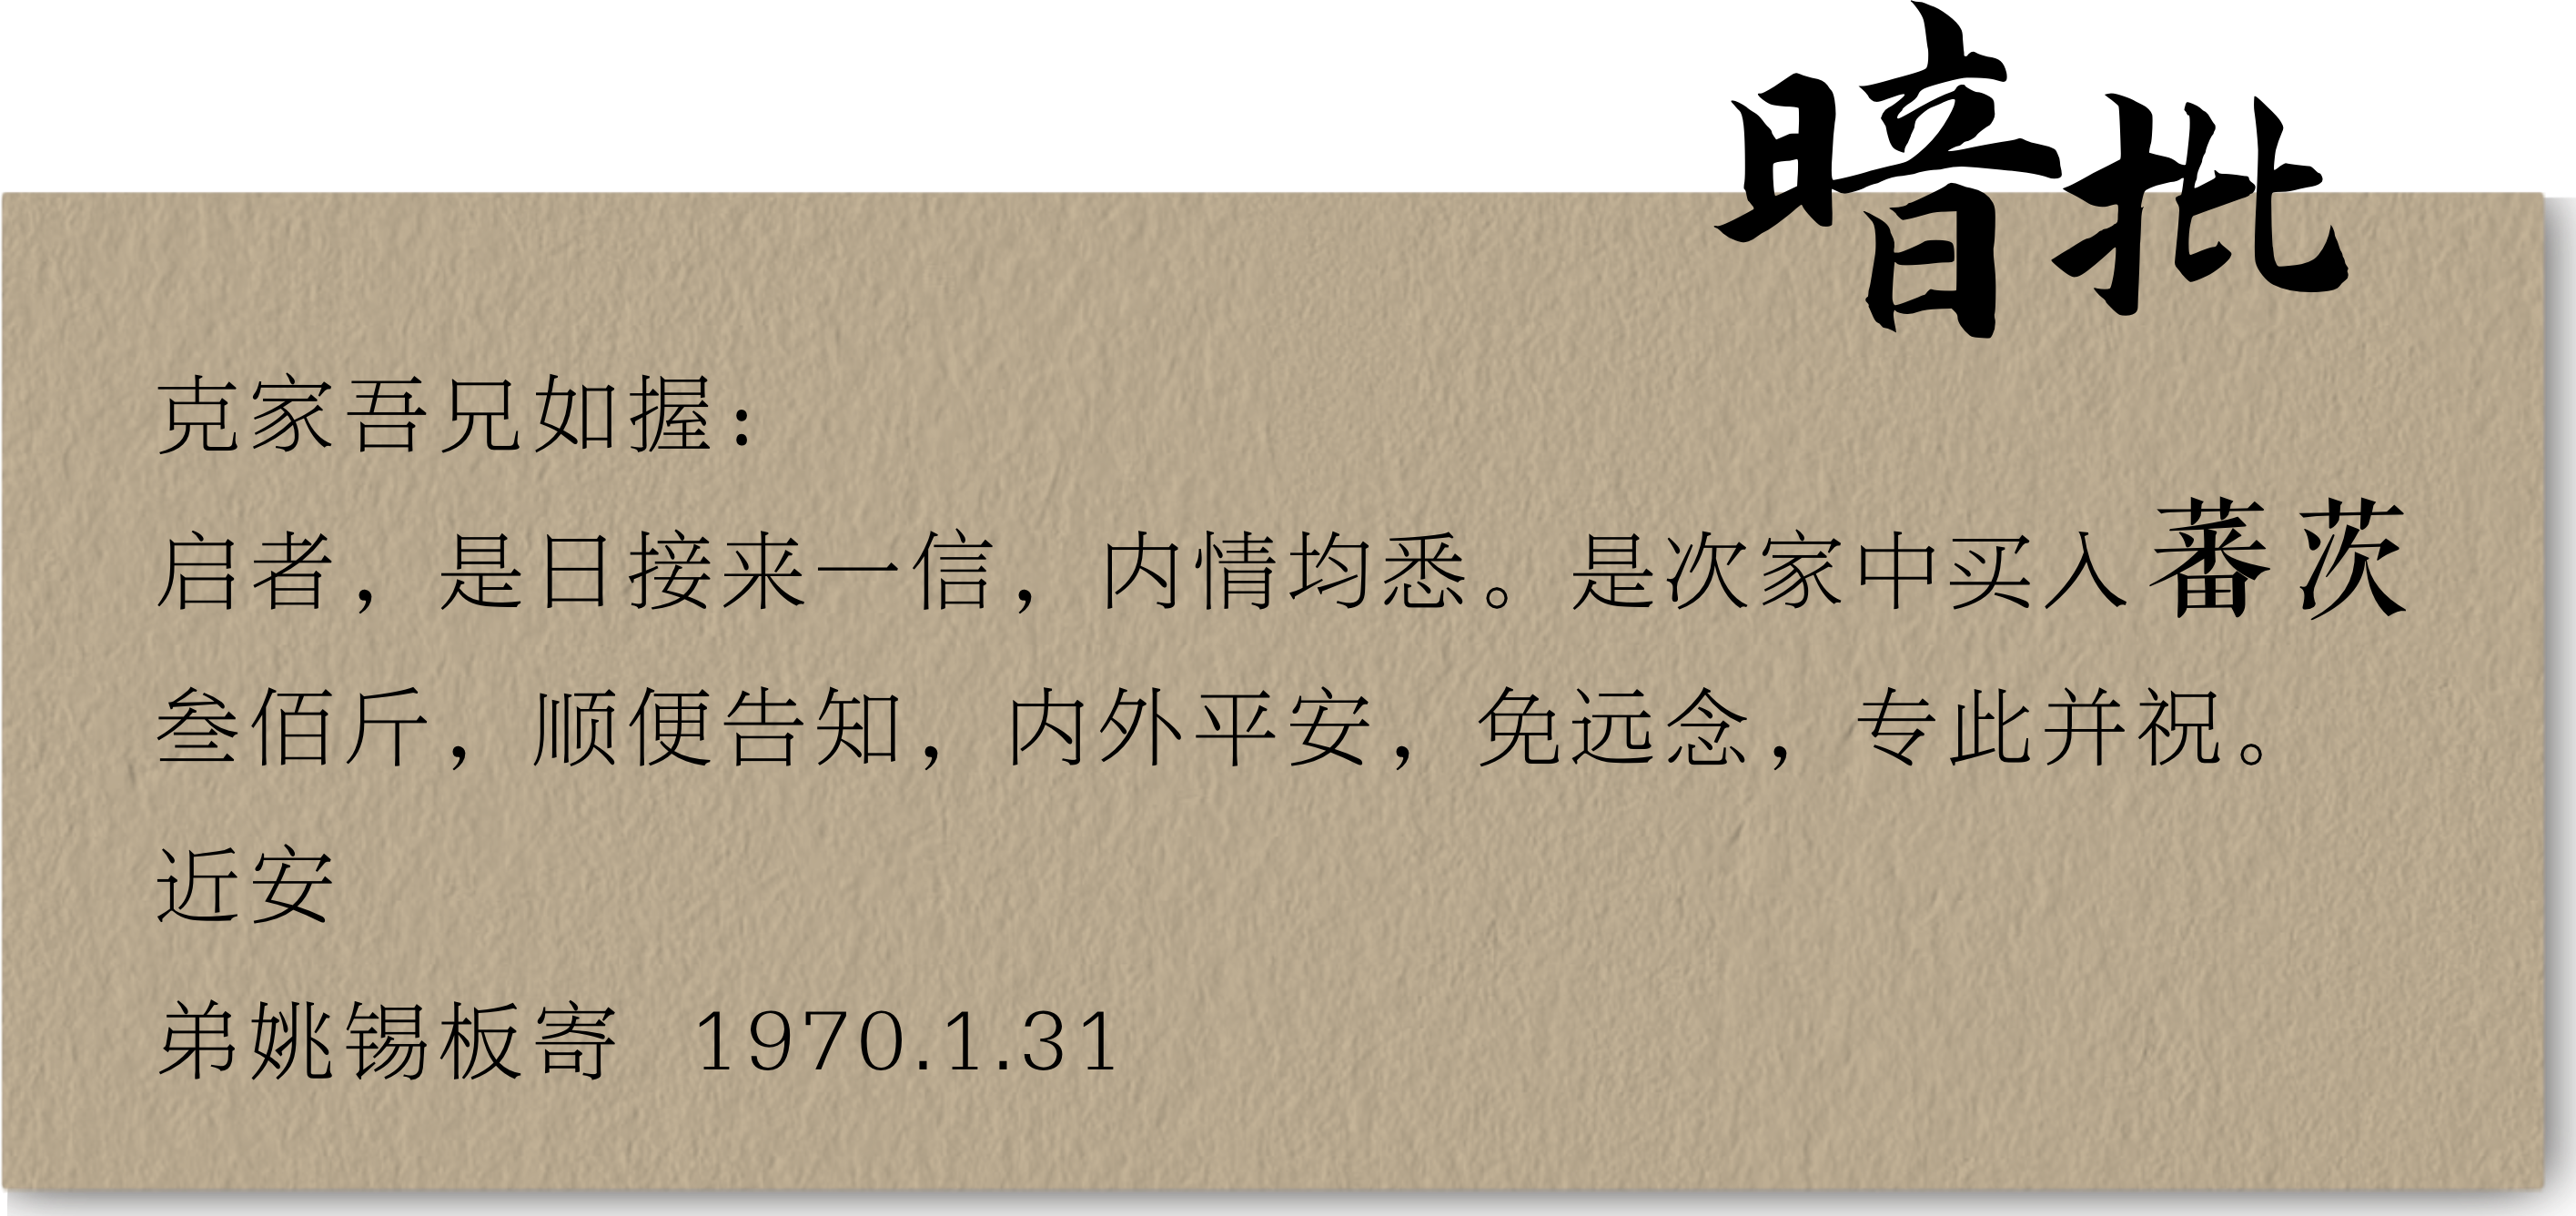 暗批
克家吾兄如握：
启者，是日接来一信，内情均悉。是次家中买入蕃茨
叁佰斤，顺便告知，内外平安，免远念，专此并祝。
近安
弟姚锡板寄 1970.1.31